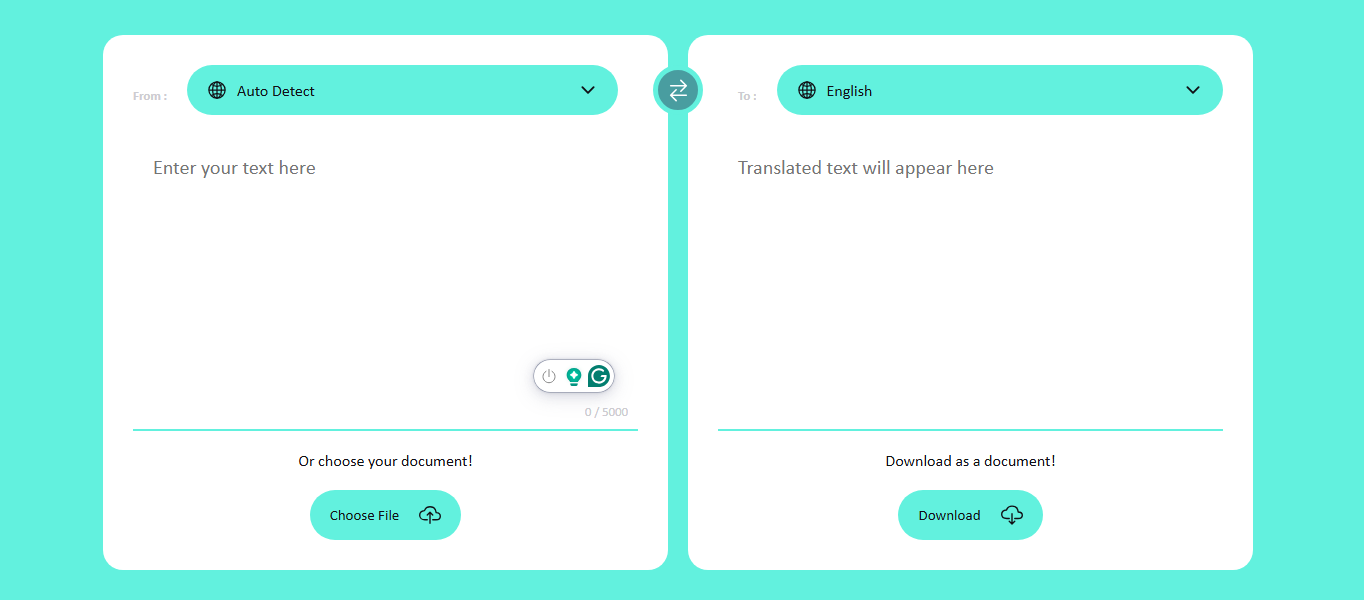 From :
Auto Detect
To :
English
Enter your text here
Translated text will appear here
0 / 5000
Or choose your document!
Download as a document!
Choose File
Download